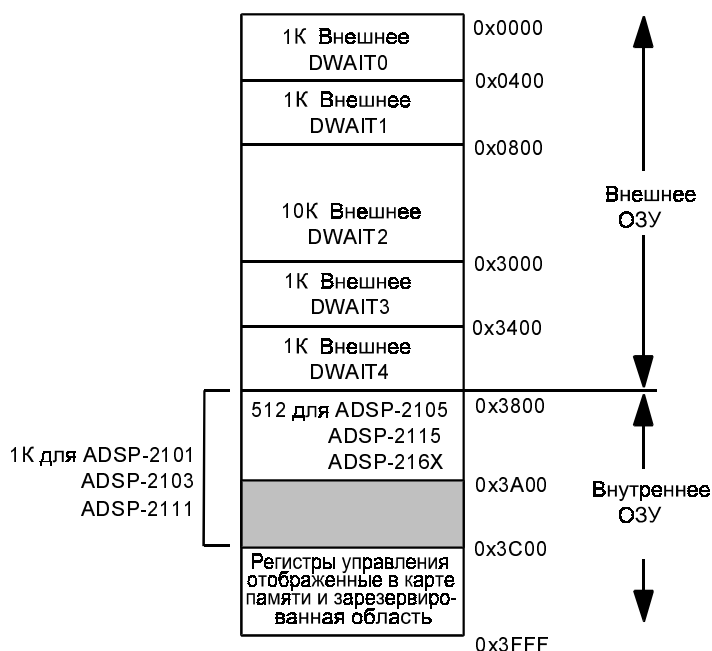 1К Внешнее
DWAIT0
0x0000
0x0400
1К Внешнее
DWAIT1
0x0800
10К Внешнее
DWAIT2
Внешнее
ОЗУ
0x3000
1К Внешнее
DWAIT3
0x3400
1К Внешнее
DWAIT4
0x3800
512 для ADSP-2105
ADSP-2115
ADSP-216X
1К для ADSP-2101
ADSP-2103
ADSP-2111
0x3A00
Внутреннее
ОЗУ
0x3C00
Регистры управления
отображенные в карте
памяти и зарезервиро-
ванная область
0x3FFF